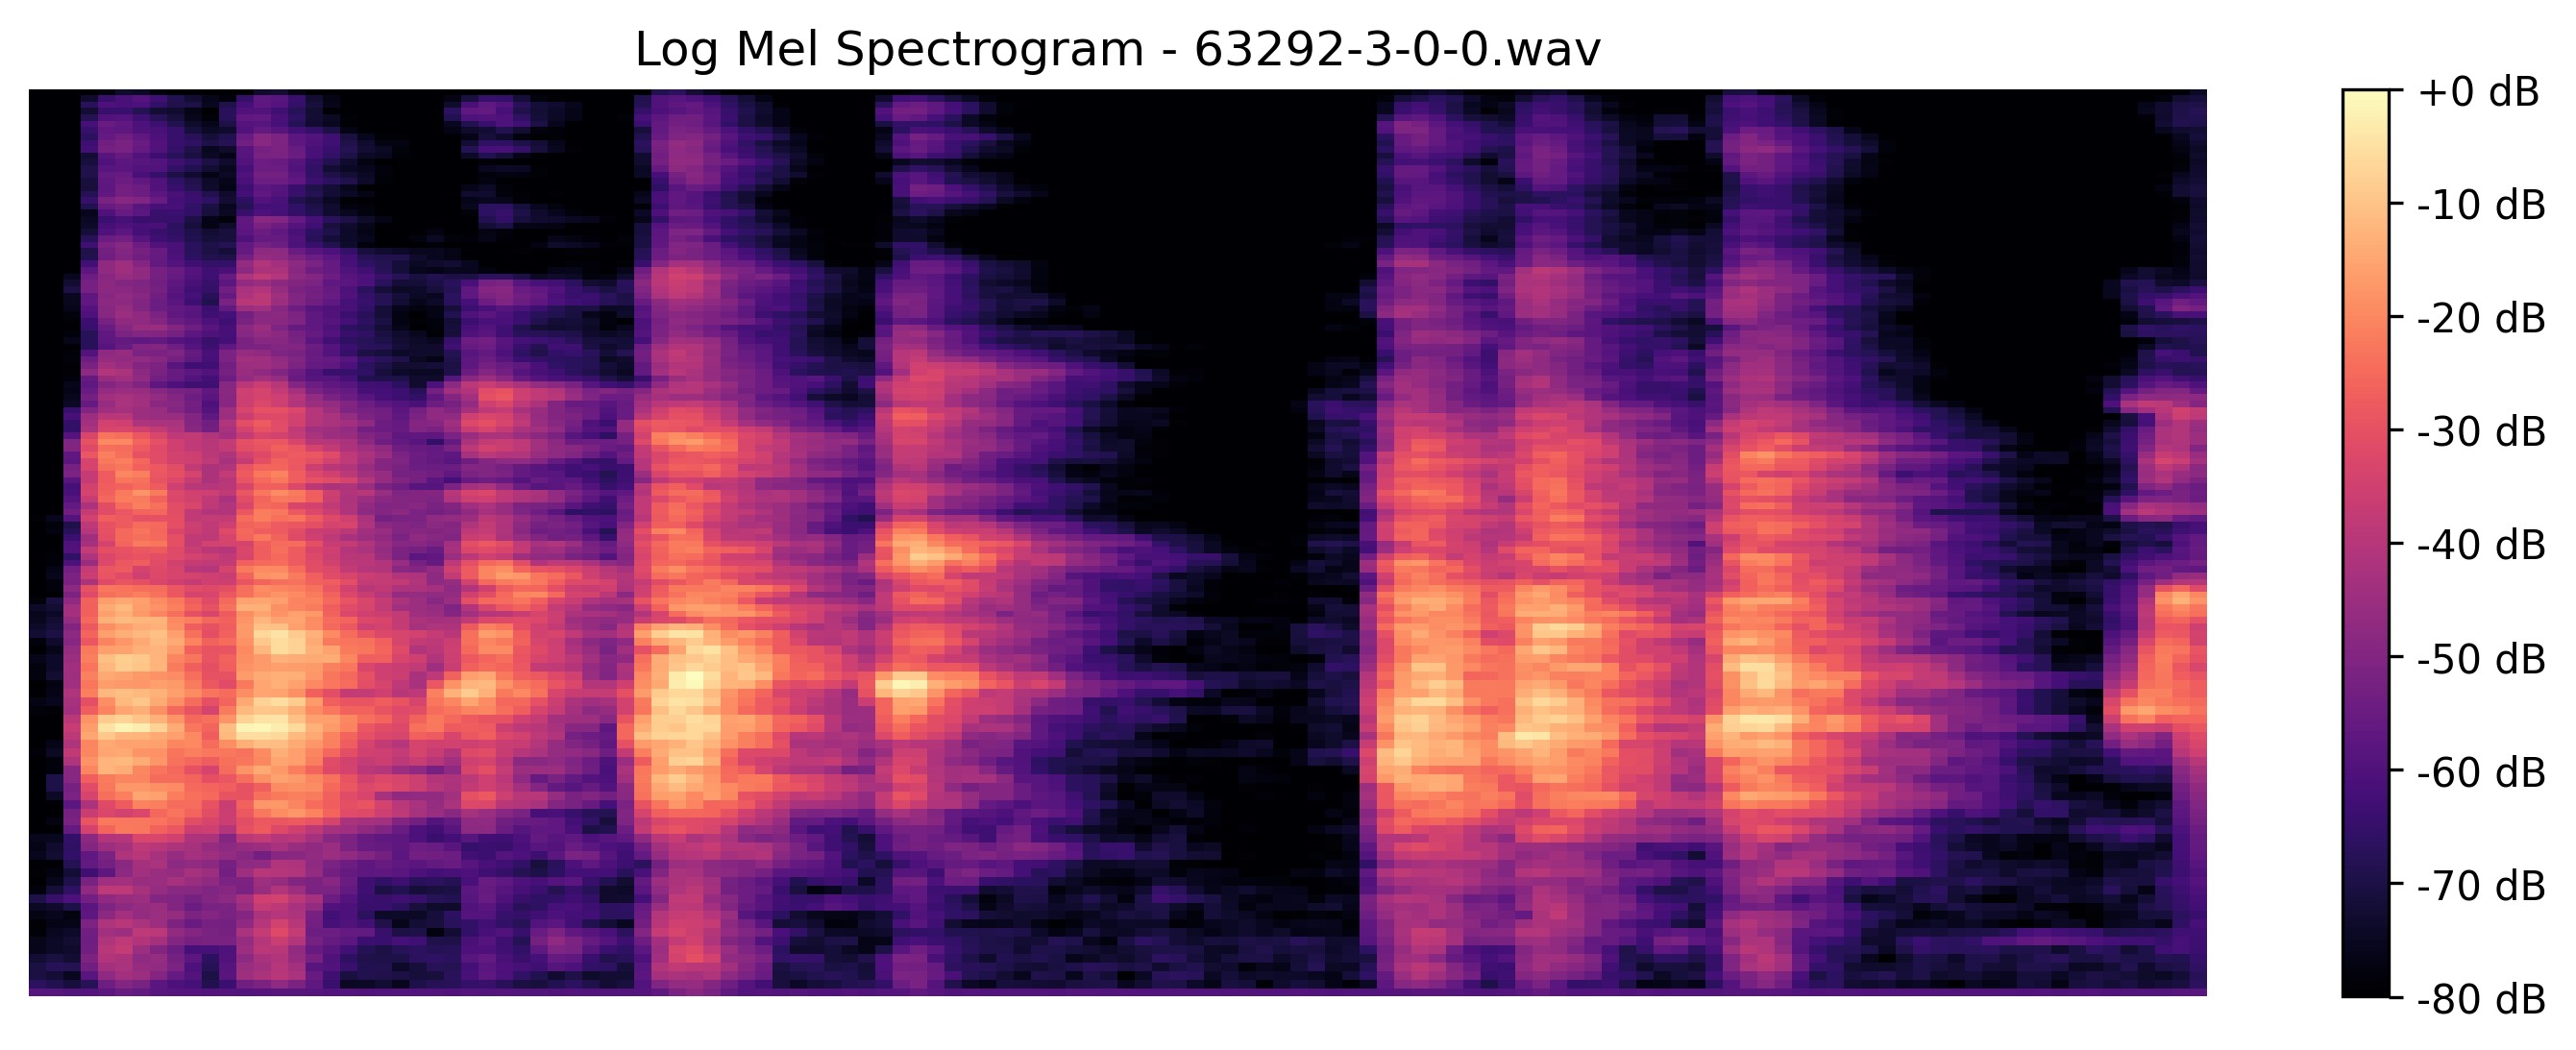 Log Mel Spectrogram - 63292-3-0-0.wav
+0 dB
-10 dB
-20 dB
-30 dB
-40 dB
-50 dB
-60 dB
-70 dB
-80 dB